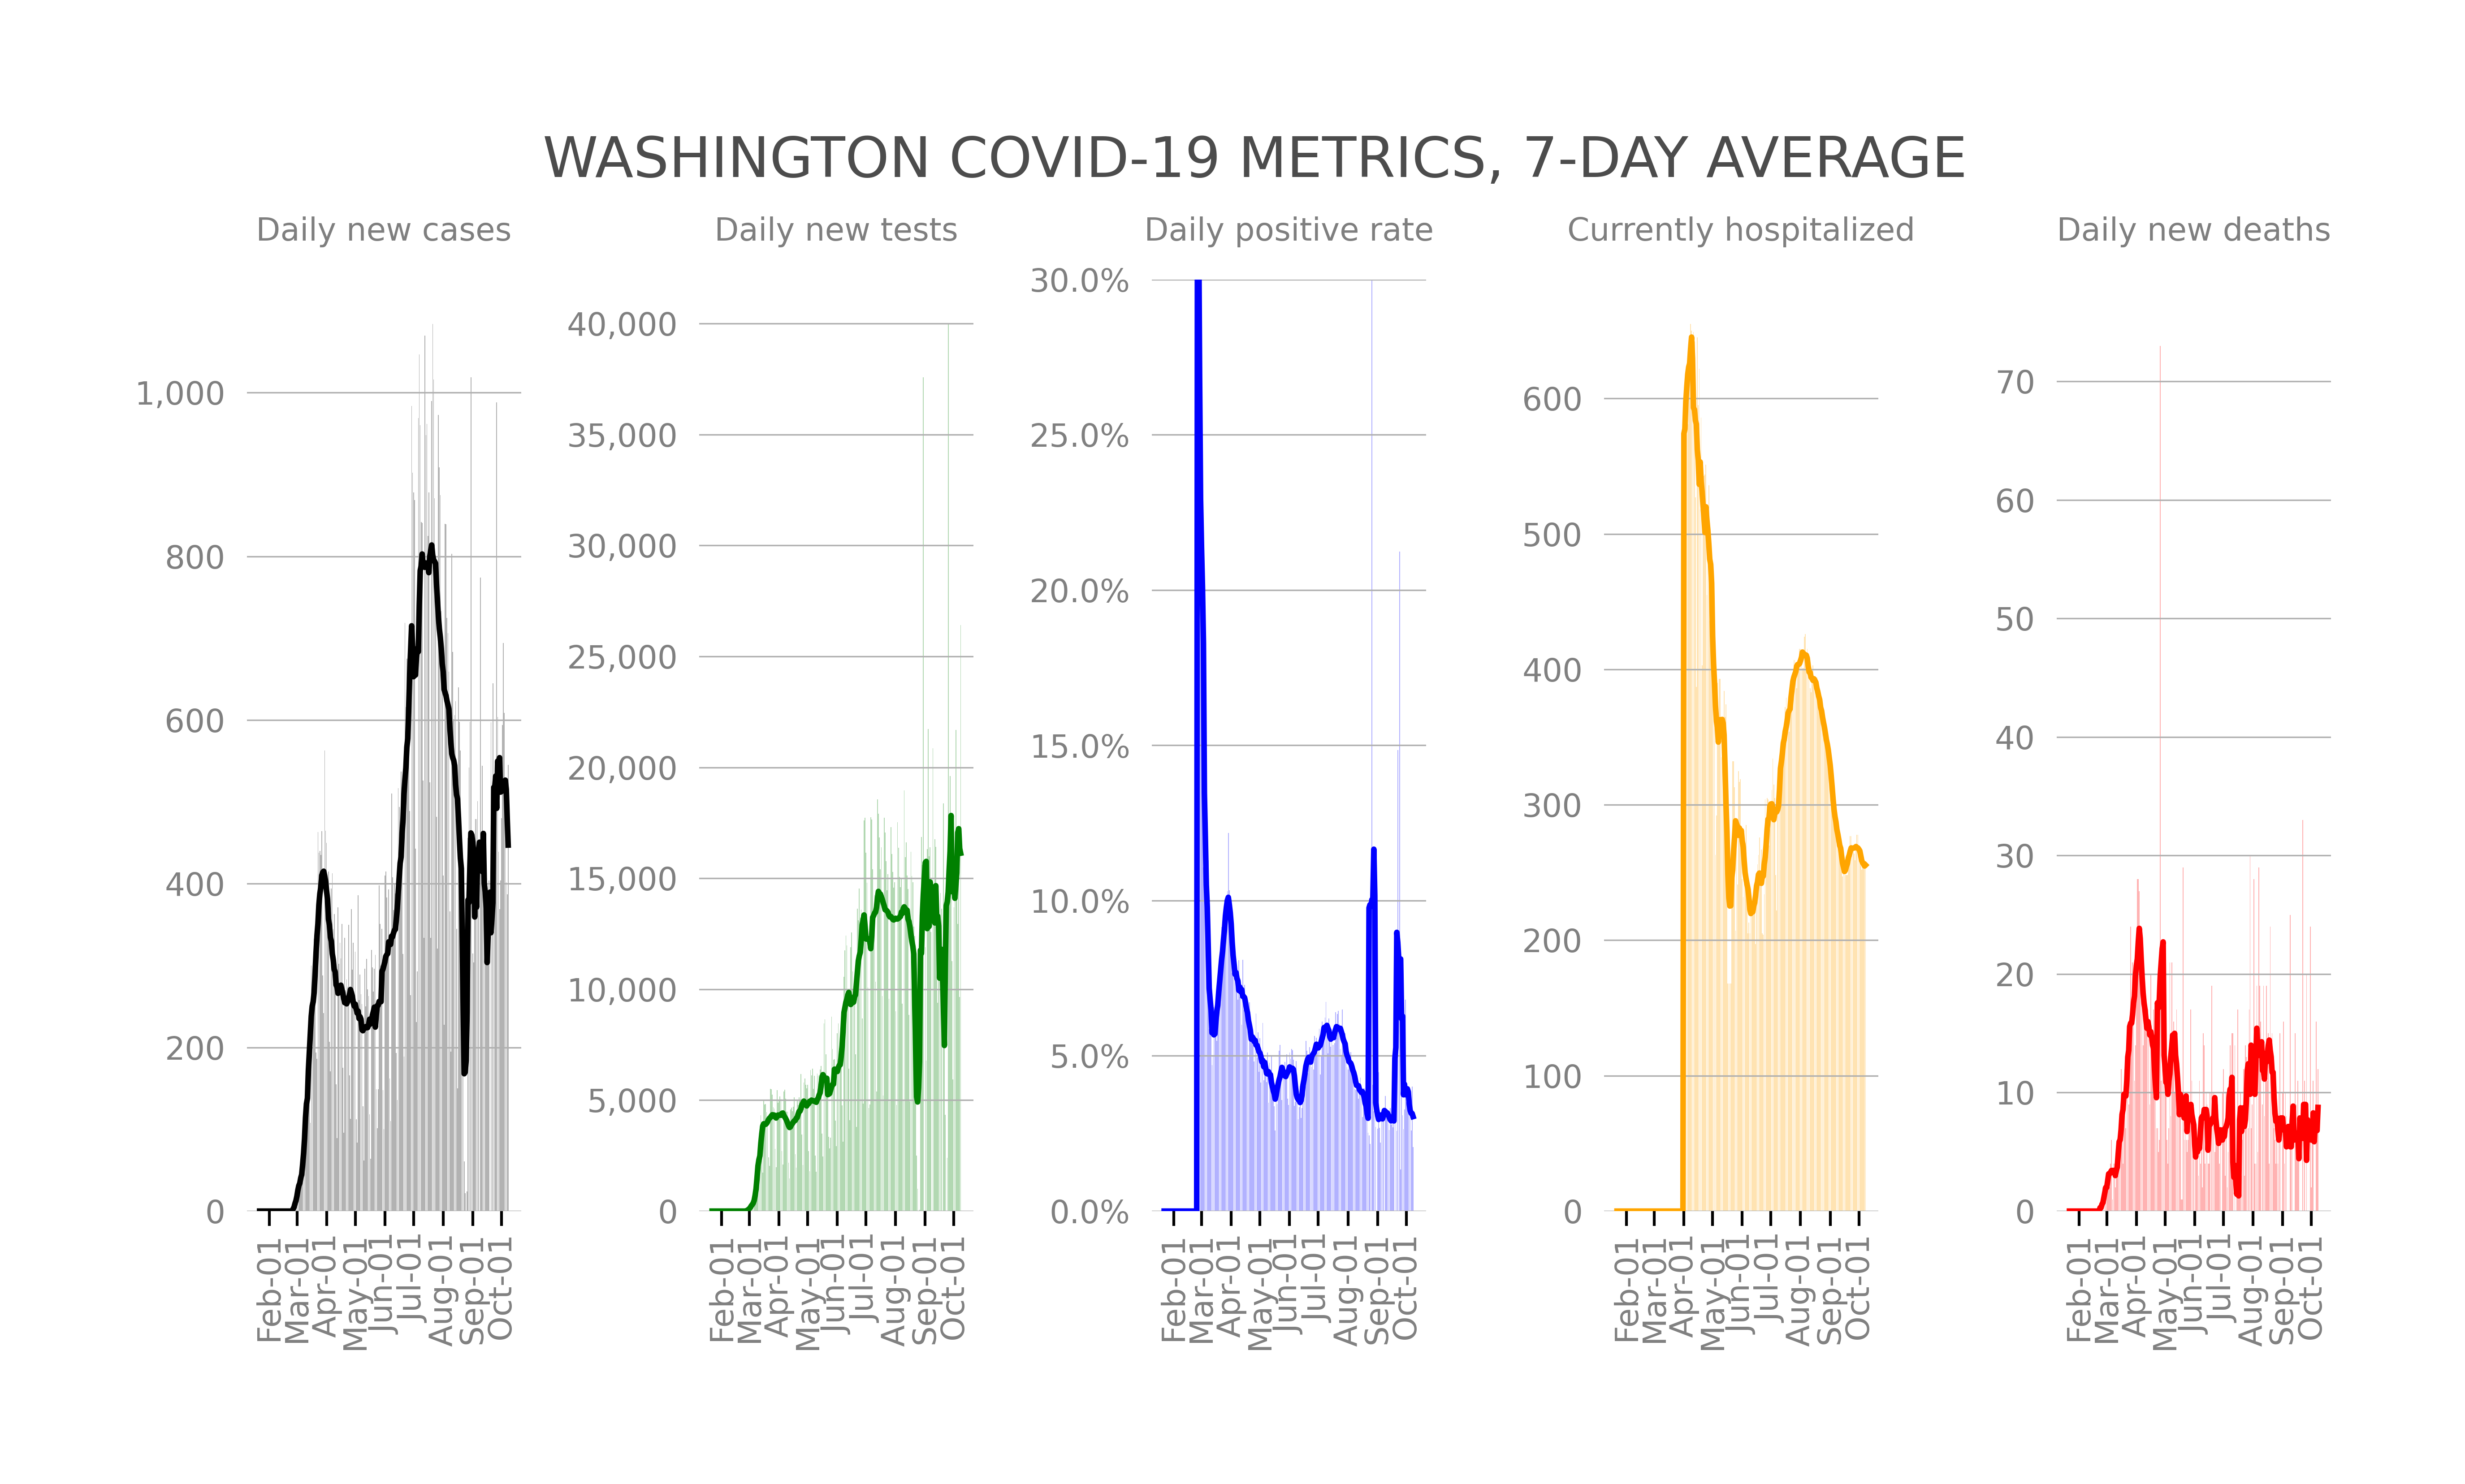 WASHINGTON COVID-19 METRICS, 7-DAY AVERAGE
Daily new cases
1,000
800
600
400
200
0
Feb-01
Mar-01
Apr-01
May-01
Jun-01
Jul-01
Aug-01
Sep-01
Oct-01
Daily new tests
40,000
35,000
30,000
25,000
20,000
15,000
10,000
5,000
0
Feb-01
Mar-01
Apr-01
May-01
Jun-01
Jul-01
Aug-01
Sep-01
Oct-01
Daily positive rate
30.0%
25.0%
20.0%
15.0%
10.0%
5.0%
0.0%
Feb-01
Mar-01
Apr-01
May-01
Jun-01
Jul-01
Aug-01
Sep-01
Oct-01
Currently hospitalized
600
500
400
300
200
100
0
Feb-01
Mar-01
Apr-01
May-01
Jun-01
Jul-01
Aug-01
Sep-01
Oct-01
Daily new deaths
70
60
50
40
30
20
10
0
Feb-01
Mar-01
Apr-01
May-01
Jun-01
Jul-01
Aug-01
Sep-01
Oct-01